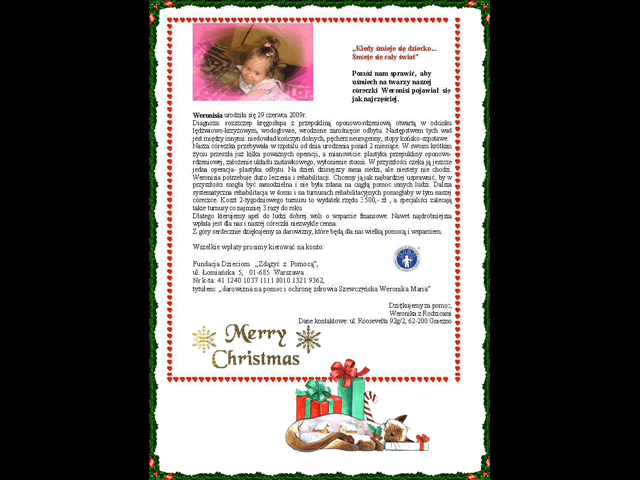 „Kiedy śmieje się dziecko...
Śmieje się cały świat”
Pomóż nam sprawić, aby
uśmiech na twarzy naszej
córeczki Weronisi pojawiał się
jak najczęściej.
Weronisia urodziła się 29 czerwca 2009r.
Diagnoza: rozszczep kręgosłupa z przepukliną oponowo-rdzeniową otwartą w odcinku
lędźwiowo-krzyżowym, wodogłowie, wrodzone zarośnięcie odbytu. Następstwem tych wad
jest między innymi: niedowład kończyn dolnych, pęcherz neurogenny, stopy końsko-szpotawe.
Nasza córeczka przebywała w szpitalu od dnia urodzenia ponad 2 miesiące. W swoim krótkim
życiu przeszła już kilka poważnych operacji, a mianowicie: plastyka przepukliny oponowo-
rdzeniowej, założenie układu zastawkowego, wyłonienie stomii. W przyszłości czeka ją jeszcze
jedna operacja- plastyka odbytu. Na dzień dzisiejszy sama siedzi, ale niestety nie chodzi.
Weronisia potrzebuje dużo leczenia i rehabilitacji. Chcemy ją jak najbardziej usprawnić, by w
przyszłości mogła być samodzielna i nie była zdana na ciągłą pomoc innych ludzi. Dalsza
systematyczna rehabilitacja w domu i na turnusach rehabilitacyjnych pomogłaby w tym naszej
córeczce. Koszt 2-tygodniowego turnusu to wydatek rzędu 3500,- zł , a specjaliści zalecają
takie turnusy co najmniej 3 razy do roku.
Dlatego kierujemy apel do ludzi dobrej woli o wsparcie finansowe. Nawet najdrobniejsza
wpłata jest dla nas i naszej córeczki niezwykle cenna.
Z góry serdecznie dziękujemy za darowizny, które będą dla nas wielką pomocą i wsparciem.
Wszelkie wpłaty prosimy kierować na konto:
Fundacja Dzieciom „Zdążyć z Pomocą”,
ul. Łomiańska 5, 01-685 Warszawa
Nr k-ta: 41 1240 1037 1111 0010 1321 9362,
tytułem: „darowizna na pomoc i ochronę zdrowia Szewczyńska Weronika Maria”
Dziękujemy za pomoc,
Weronika z Rodzicami
Dane kontaktowe: ul. Roosevelta 92g/2, 62-200 Gniezno
Merry
Christmas